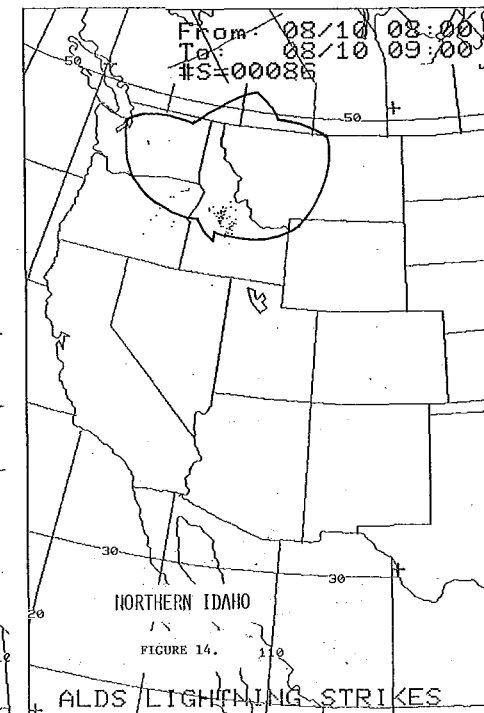 From: 08/10 08:00
To: 08/10 09:00
#S=00086
50
50
30
30
20
NORTHERN IDAHO
FIGURE 14.
110
ALDS LIGHTNING STRIKES